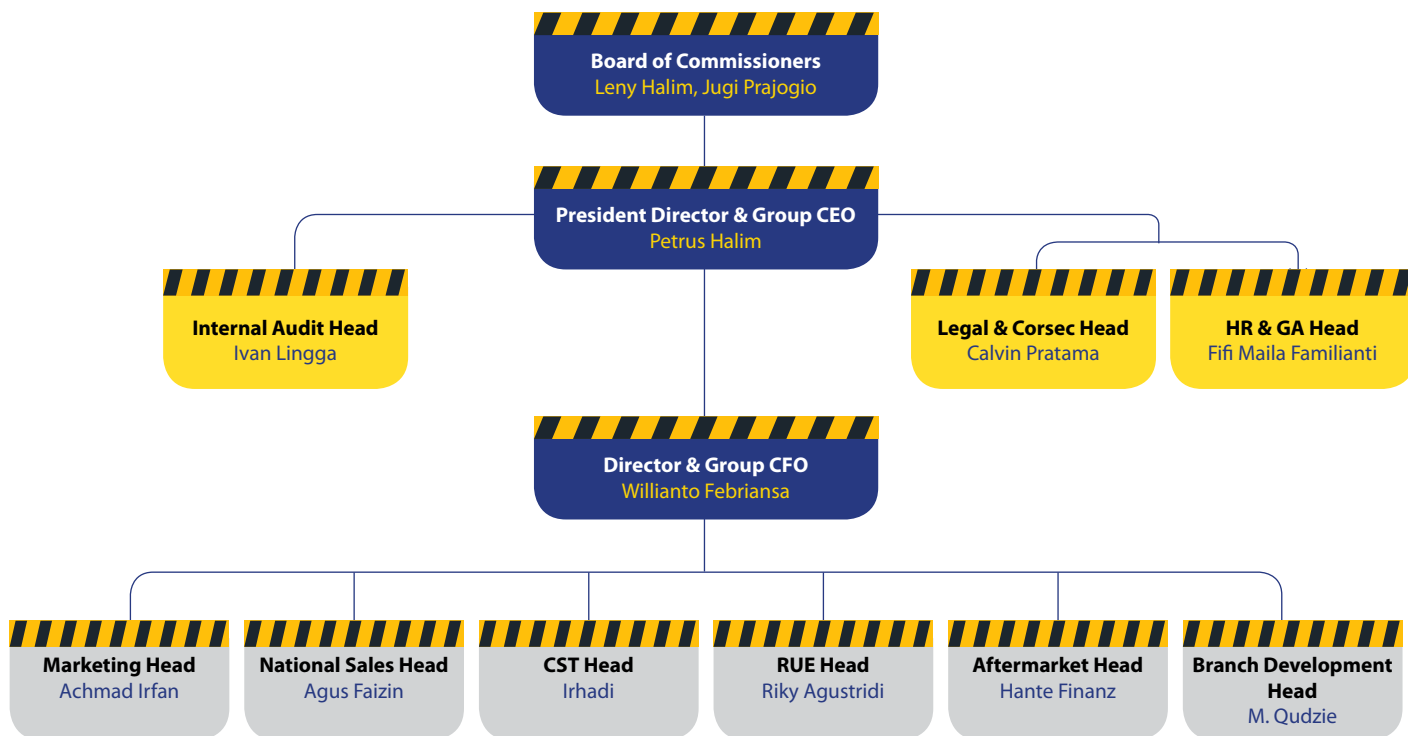 Board of Commissioners
Leny Halim, Jugi Prajogio
President Director & Group CEO
Petrus Halim
Internal Audit Head
Ivan Lingga
Legal & Corsec Head
Calvin Pratama
HR & GA Head
Fifi Maila Familianti
Director & Group CFO
Willianto Febriansa
Marketing Head
Achmad Irfan
National Sales Head
Agus Faizin
CST Head
Irhadi
RUE Head
Riky Agustridi
Aftermarket Head
Hante Finanz
Branch Development
Head
M. Qudzie